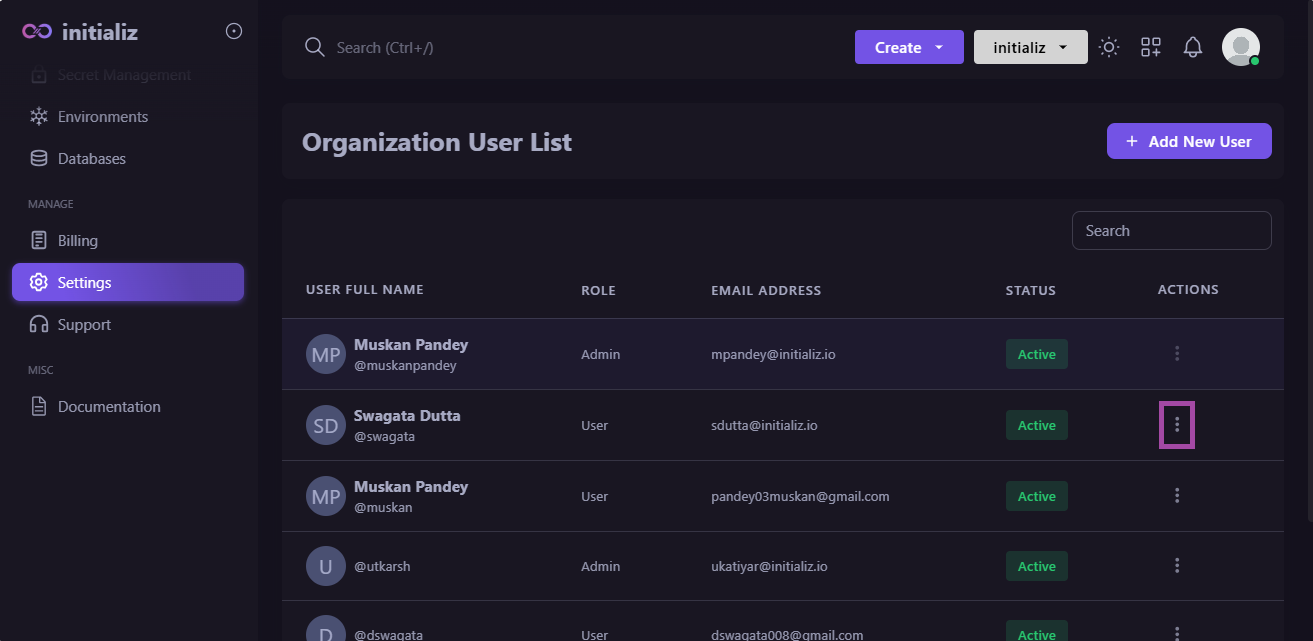 initializ
Secret Management
Environments
Databases
MANAGE
Billing
Settings
Support
MISC
Documentation
Search (Ctrl+/)
Create
initializ
Organization User List
+ Add New User
Search
USER FULL NAME ROLE EMAIL ADDRESS STATUS ACTIONS
MP Muskan Pandey @muskanpandey Admin mpandey@initializ.io Active
SD Swagata Dutta @swagata User sdutta@initializ.io Active
MP Muskan Pandey @muskan User pandey03muskan@gmail.com Active
U @utkarsh Admin ukatiyar@initializ.io Active
D @dswagata User dswagata008@gmail.com Active